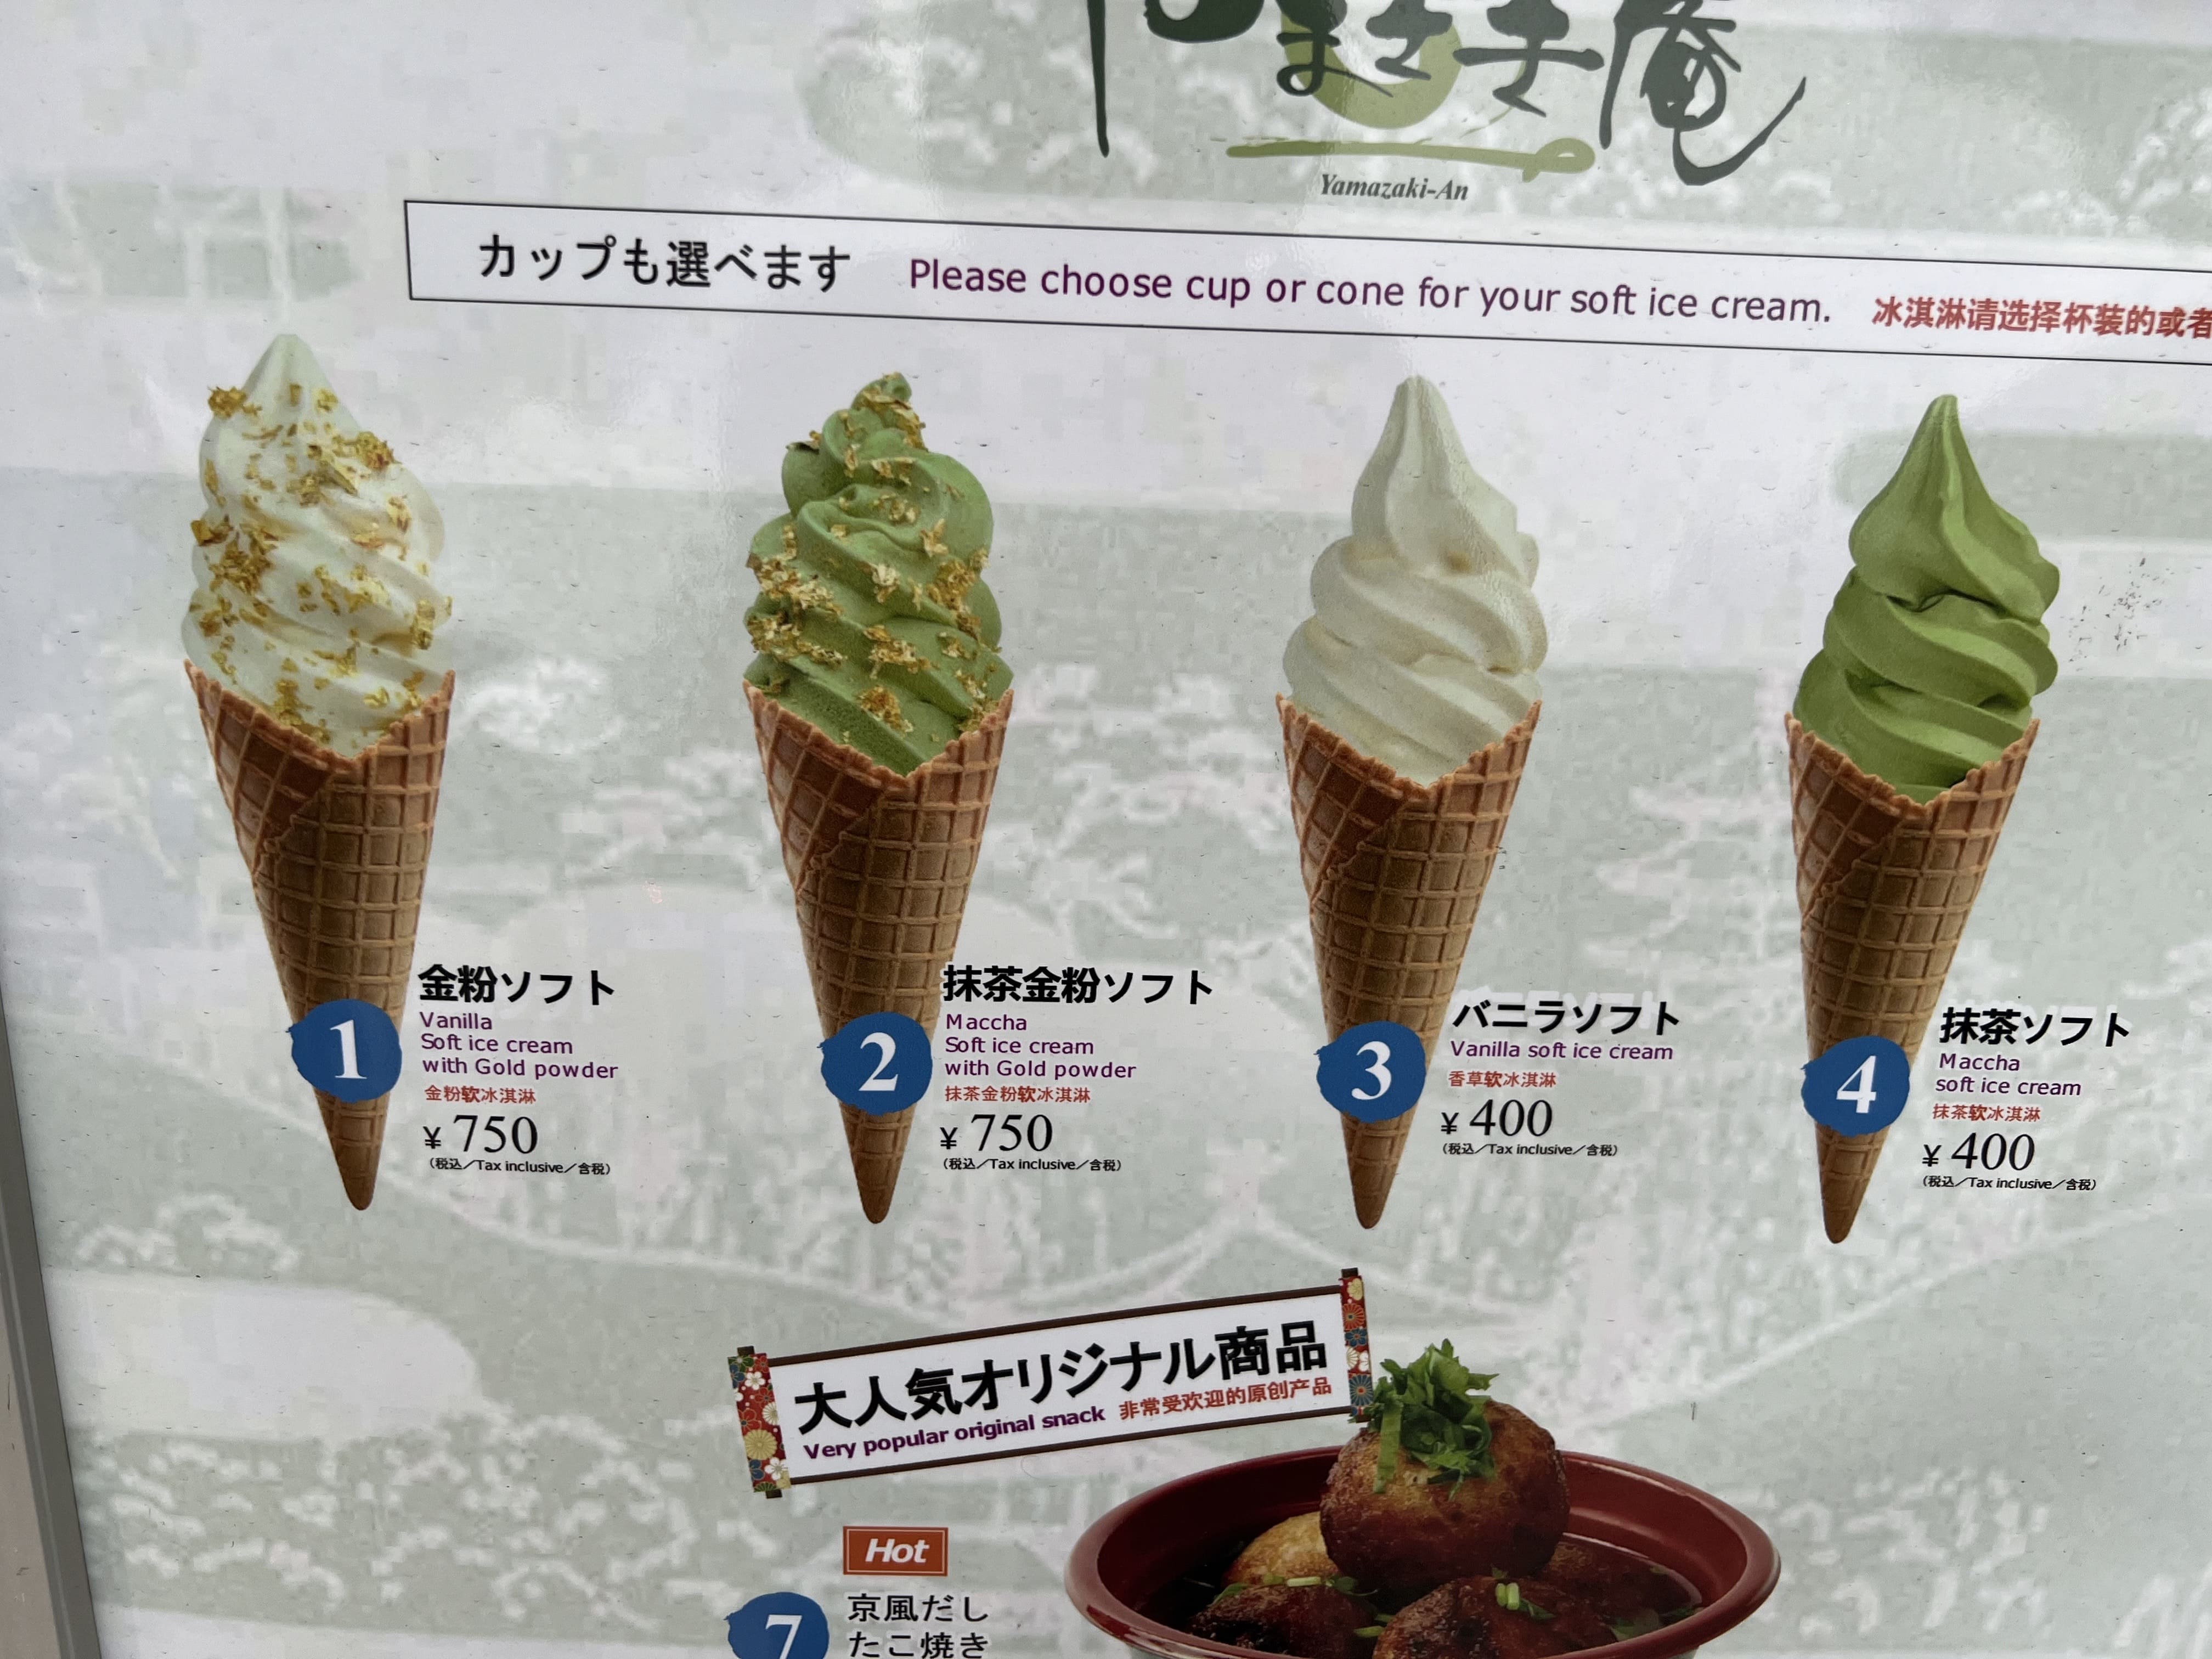 やまざき庵
Yamazaki-An
カップも選べます Please choose cup or cone for your soft ice cream. 冰淇淋请选择杯装的或者
1
金粉ソフト
Vanilla
Soft ice cream
with Gold powder
金粉软冰淇淋
¥750
(税込/Tax inclusive/含税)
2
抹茶金粉ソフト
Maccha
Soft ice cream
with Gold powder
抹茶金粉软冰淇淋
¥750
(税込/Tax inclusive/含税)
3
バニラソフト
Vanilla soft ice cream
香草软冰淇淋
¥400
(税込/Tax inclusive/含税)
4
抹茶ソフト
Maccha
soft ice cream
抹茶软冰淇淋
¥400
(税込/Tax inclusive/含税)
大人気オリジナル商品
Very popular original snack 非常受欢迎的原创产品
Hot
7
京風だし
たこ焼き